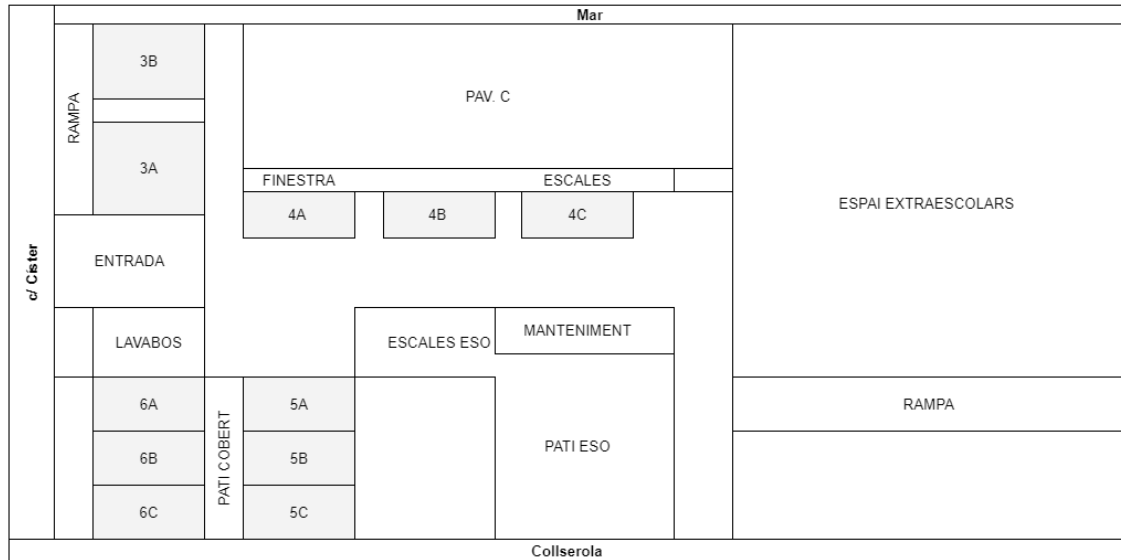 Mar
3B
RAMPA
PAV. C
3A
FINESTRA
ESCALES
4A
4B
4C
ESPAI EXTRAESCOLARS
c/ Císter
ENTRADA
LAVABOS
ESCALES ESO
MANTENIMENT
6A
5A
RAMPA
PATI COBERT
6B
5B
PATI ESO
6C
5C
Collserola